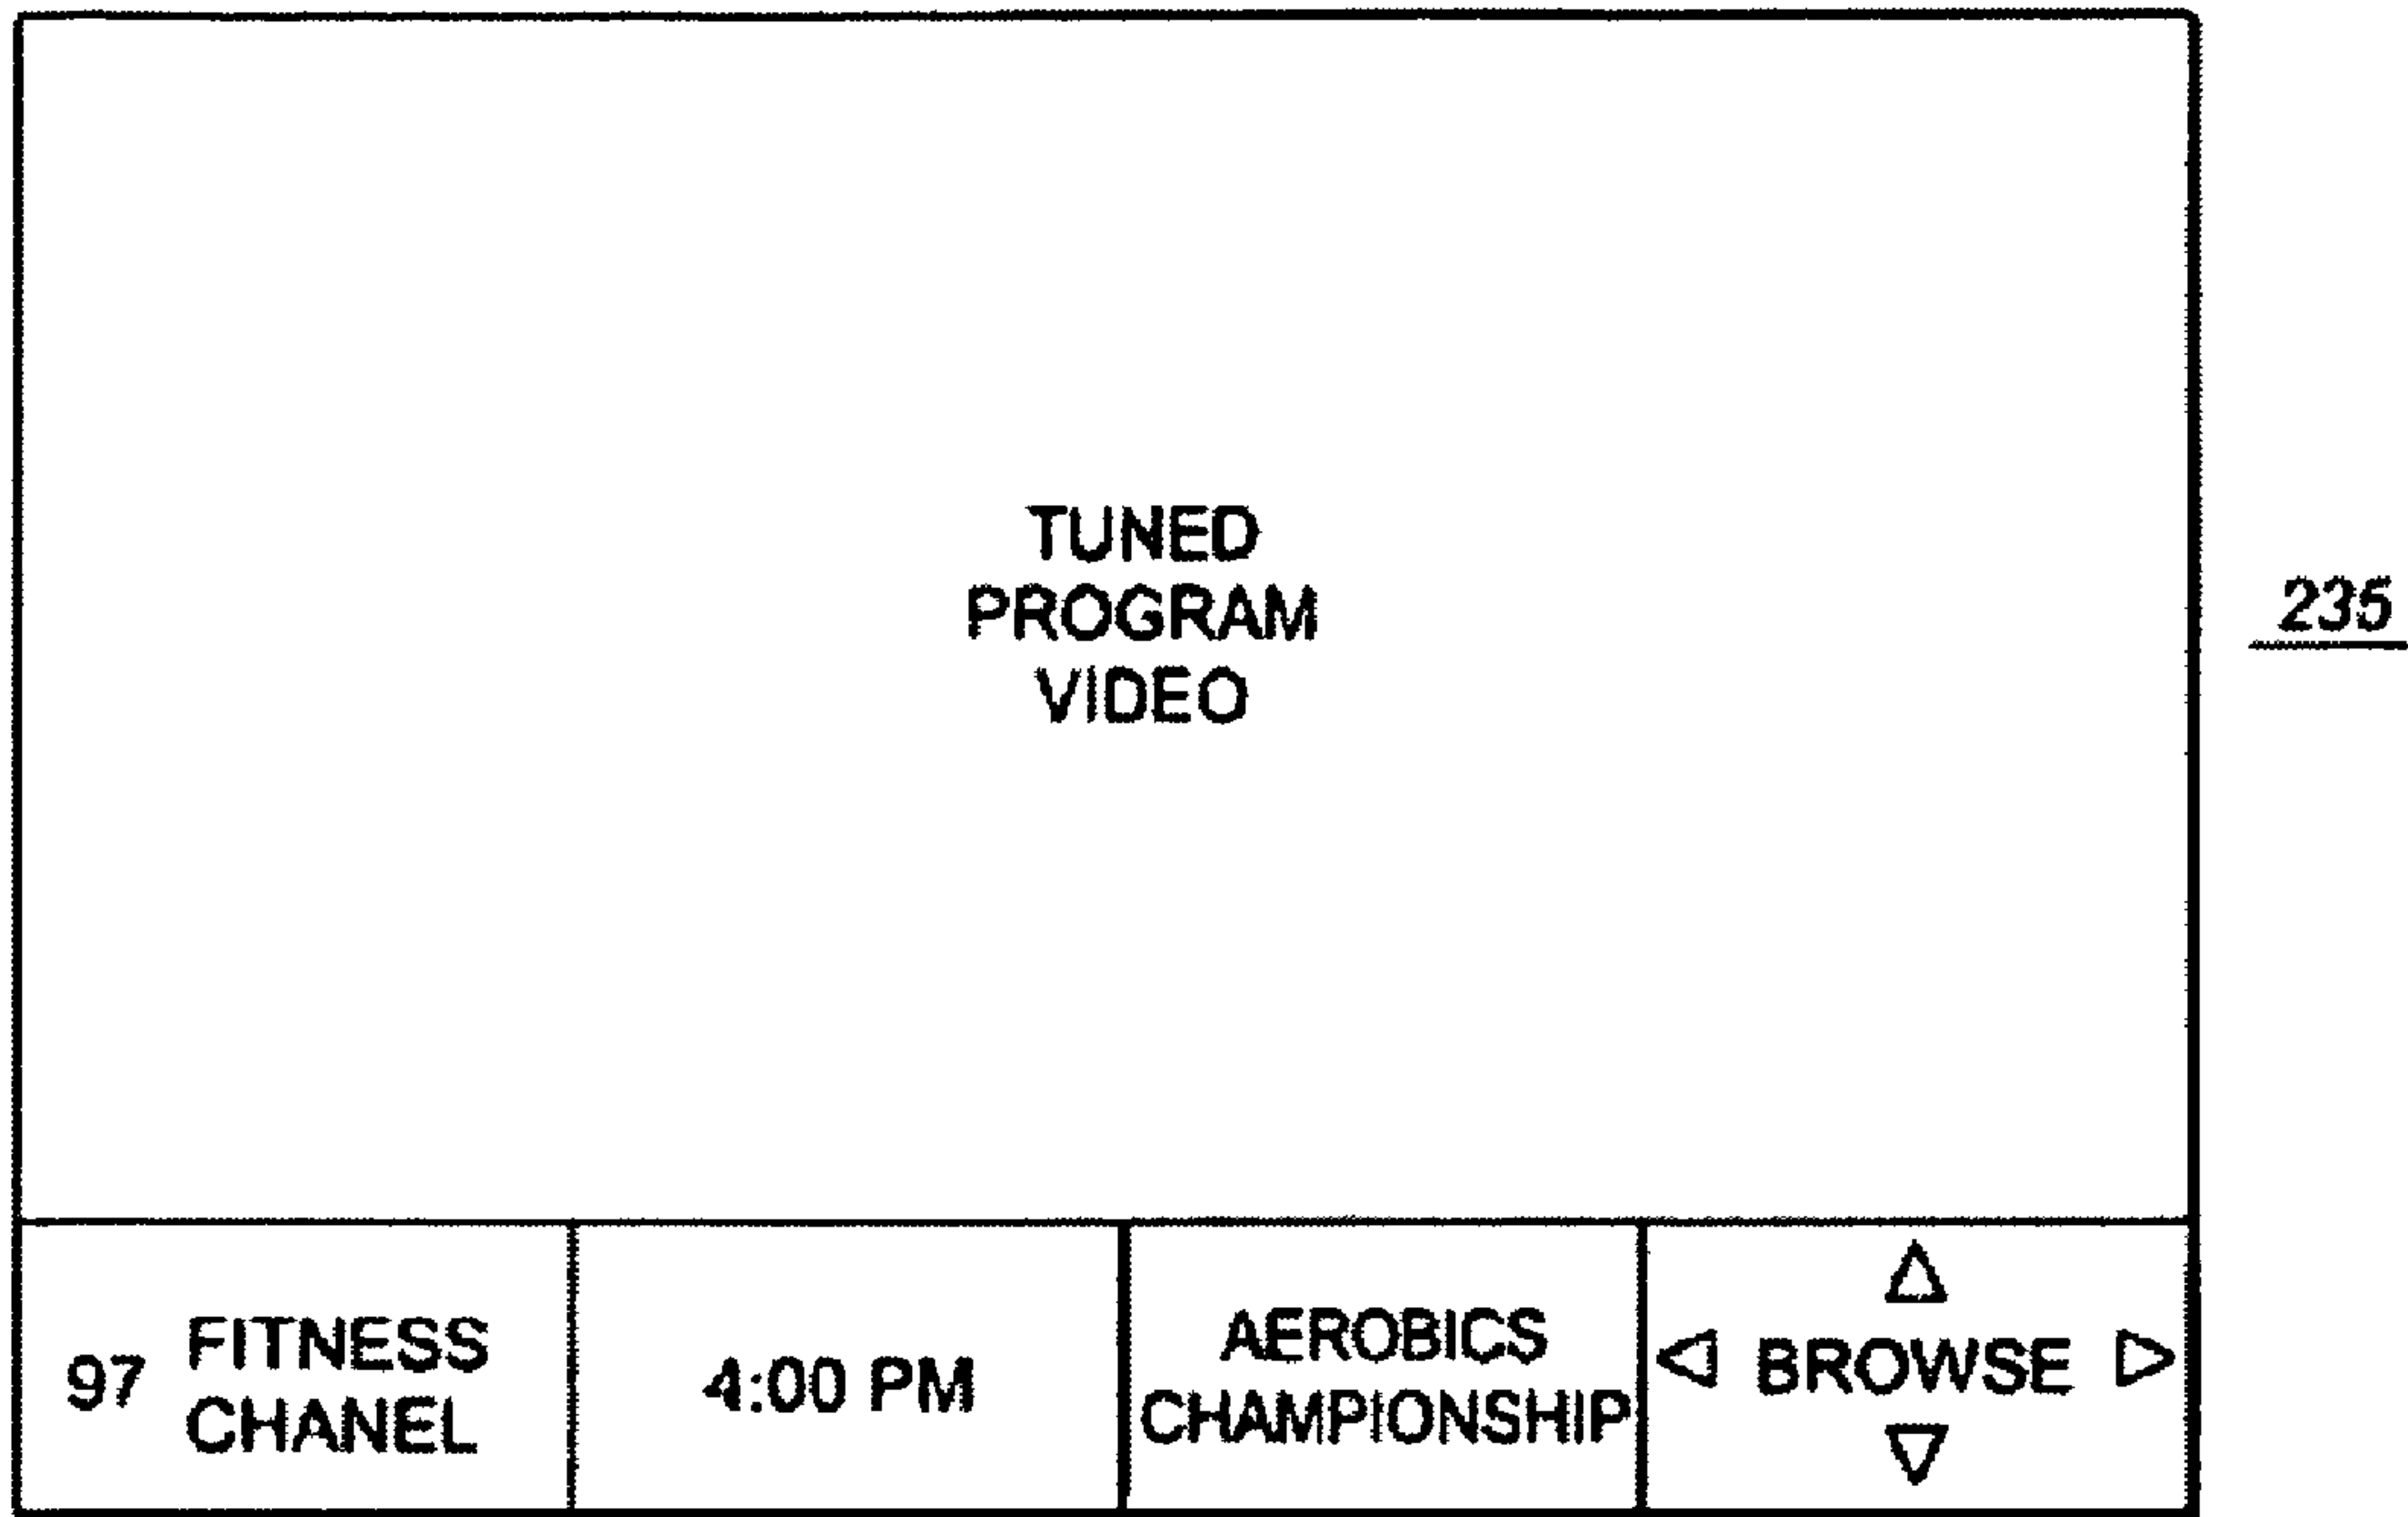 TUNED
PROGRAM
VIDEO
235
97 FITNESS
CHANEL
4:00 PM
AEROBICS
CHAMPIONSHIP
BROWSE